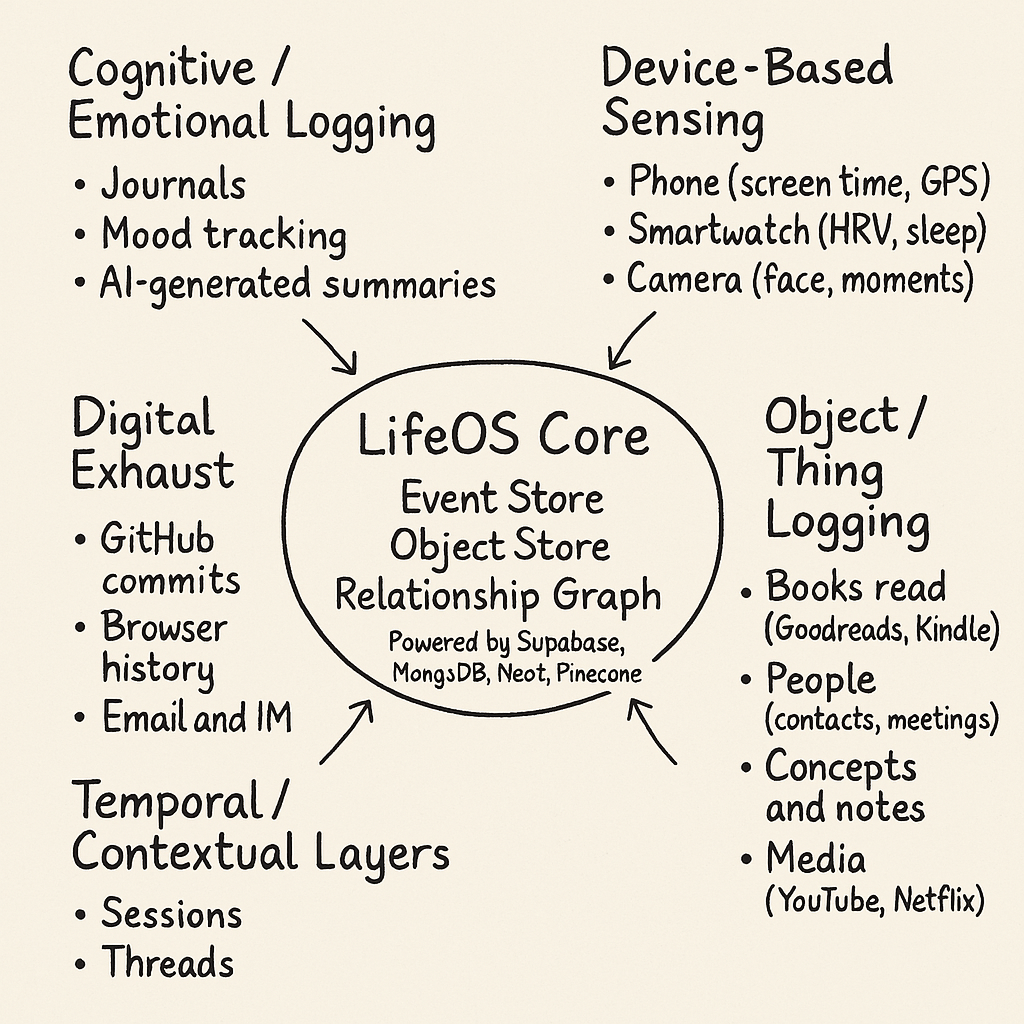 Cognitive /
Emotional Logging
• Journals
• Mood tracking
• AI-generated summaries
Device-Based
Sensing
• Phone (screen time, GPS)
• Smartwatch (HRV, sleep)
• Camera (face, moments)
Digital
Exhaust
• GitHub
commits
• Browser
history
• Email and IM
LifeOS Core
Event Store
Object Store
Relationship Graph
Powered by Supabase,
MongsDB, Neot, Pinecone
Object /
Thing
Logging
• Books read
(Goodreads, Kindle)
• People
(contacts, meetings)
• Concepts
and notes
• Media
(YouTube, Netflix)
Temporal /
Contextual Layers
• Sessions
• Threads